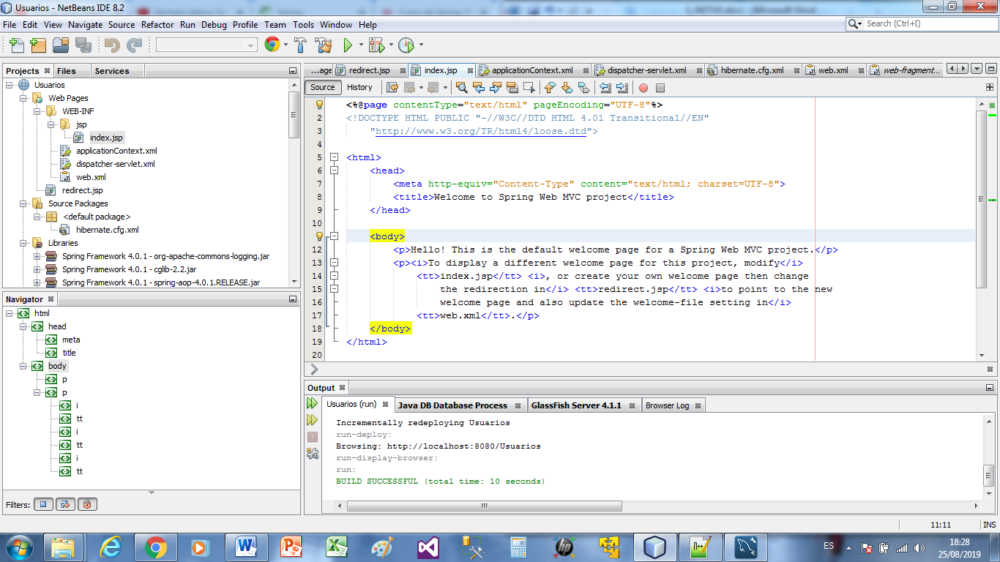 Usuarios - NetBeans IDE 8.2
File Edit View Navigate Source Refactor Run Debug Profile Team Tools Window Help
Search (Ctrl+I)
Projects Files Services
Usuarios
Web Pages
WEB-INF
jsp
index.jsp
applicationContext.xml
dispatcher-servlet.xml
web.xml
redirect.jsp
Source Packages
<default package>
hibernate.cfg.xml
Libraries
Spring Framework 4.0.1 - org-apache-commons-logging.jar
Spring Framework 4.0.1 - cglib-2.2.jar
Spring Framework 4.0.1 - spring-aop-4.0.1.RELEASE.jar
Navigator
html
head
meta
title
body
p
p
i
tt
i
tt
i
tt
Filters:
...age redirect.jsp index.jsp applicationContext.xml dispatcher-servlet.xml hibernate.cfg.xml web.xml web-fragment...
Source History
<%@page contentType="text/html" pageEncoding="UTF-8"%>
2 <!DOCTYPE HTML PUBLIC "-//W3C//DTD HTML 4.01 Transitional//EN"
3 "http://www.w3.org/TR/html4/loose.dtd">
4
5 <html>
6 <head>
7 <meta http-equiv="Content-Type" content="text/html; charset=UTF-8">
8 <title>Welcome to Spring Web MVC project</title>
9 </head>
10
<body>
12 <p>Hello! This is the default welcome page for a Spring Web MVC project.</p>
13 <p><i>To display a different welcome page for this project, modify</i>
14 <tt>index.jsp</tt> <i>, or create your own welcome page then change
15 the redirection in</i> <tt>redirect.jsp</tt> <i>to point to the new
16 welcome page and also update the welcome-file setting in</i>
17 <tt>web.xml</tt>.</p>
18 </body>
19 </html>
20
Output
Usuarios (run) Java DB Database Process GlassFish Server 4.1.1 Browser Log
Incrementally redeploying Usuarios
run-deploy:
Browsing: http://localhost:8080/Usuarios
run-display-browser:
run:
BUILD SUCCESSFUL (total time: 10 seconds)
11:11 INS
ES
18:28
25/08/2019